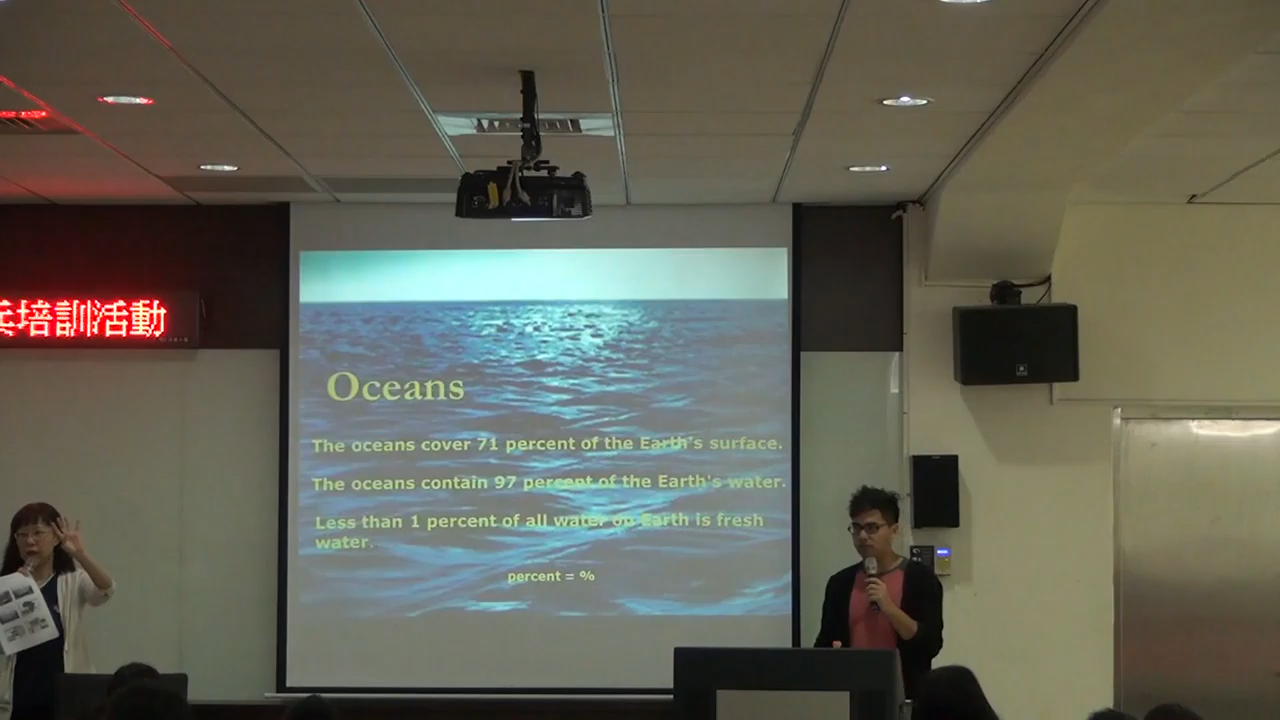 培訓活動
Oceans
The oceans cover 71 percent of the Earth's surface.
The oceans contain 97 percent of the Earth's water.
Less than 1 percent of all water on Earth is fresh
water.
percent = %